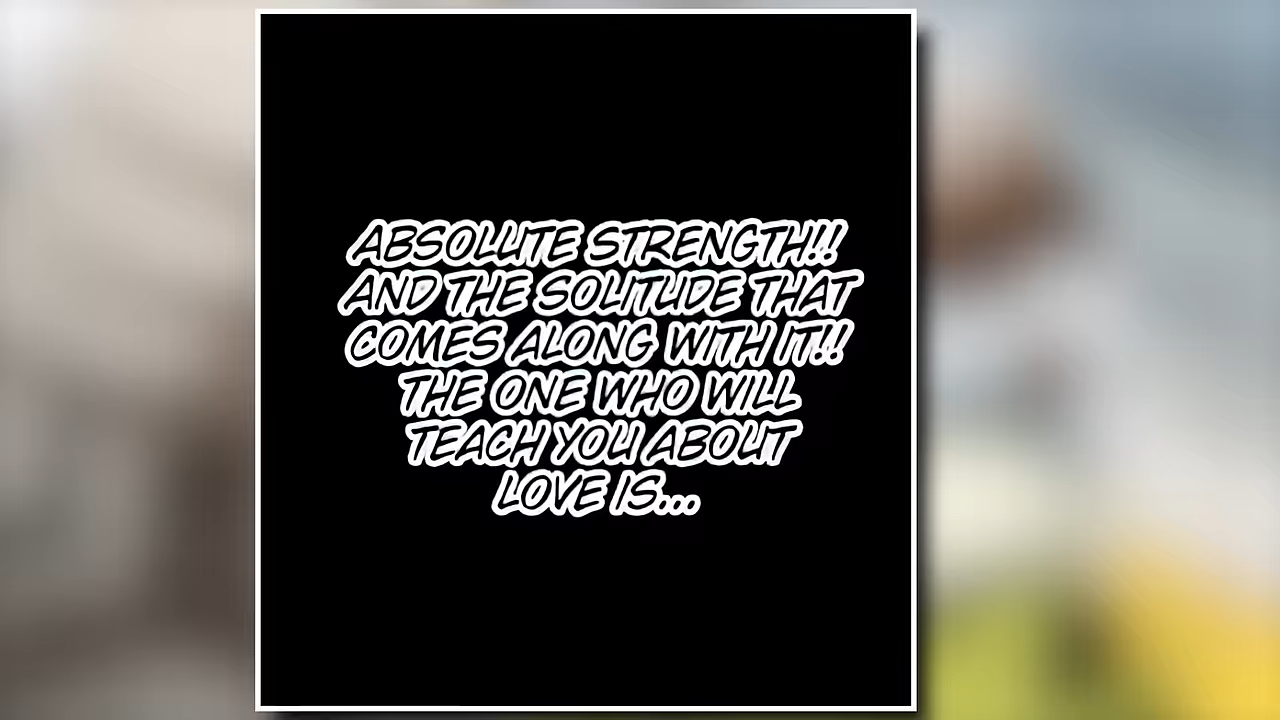 ABSOLUTE STRENGTH!!
AND THE SOLITUDE THAT
COMES ALONG WITH IT!!
THE ONE WHO WILL
TEACH YOU ABOUT
LOVE IS...